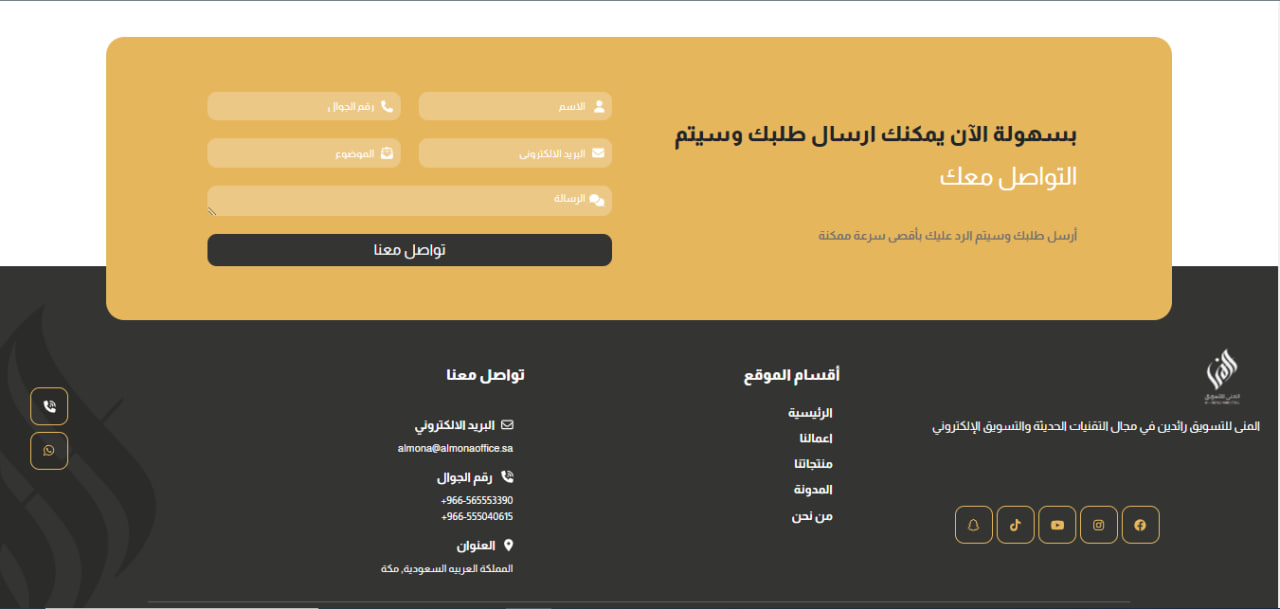 بسهولة الآن يمكنك ارسال طلبك وسيتم
التواصل معك
أرسل طلبك وسيتم الرد عليك بأقصى سرعة ممكنة
الاسم
رقم الجوال
البريد الالكتروني
الموضوع
الرسالة
تواصل معنا
المنى للتسويق
المنى للتسويق رائدين في مجال التقنيات الحديثة والتسويق الإلكتروني
أقسام الموقع
الرئيسية
اعمالنا
منتجاتنا
المدونة
من نحن
تواصل معنا
البريد الالكتروني
almona@almonaoffice.sa
رقم الجوال
+966-565553390
+966-555040615
العنوان
المملكة العربيه السعودية, مكة